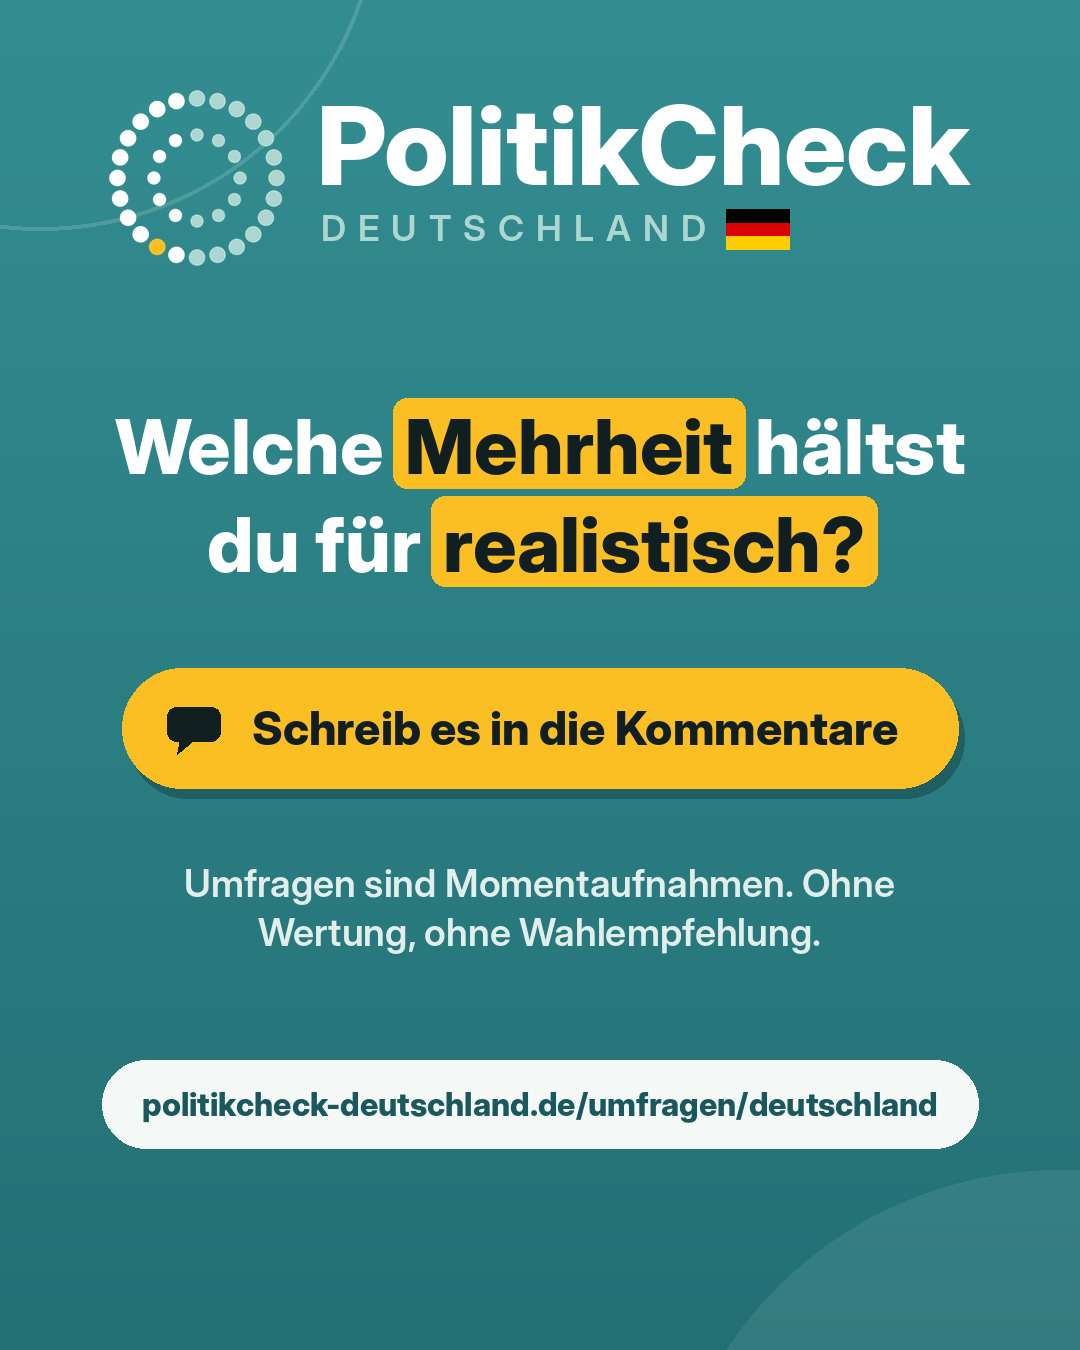 PolitikCheck
DEUTSCHLAND
Welche Mehrheit hältst
du für realistisch?
Schreib es in die Kommentare
Umfragen sind Momentaufnahmen. Ohne
Wertung, ohne Wahlempfehlung.
politikcheck-deutschland.de/umfragen/deutschland